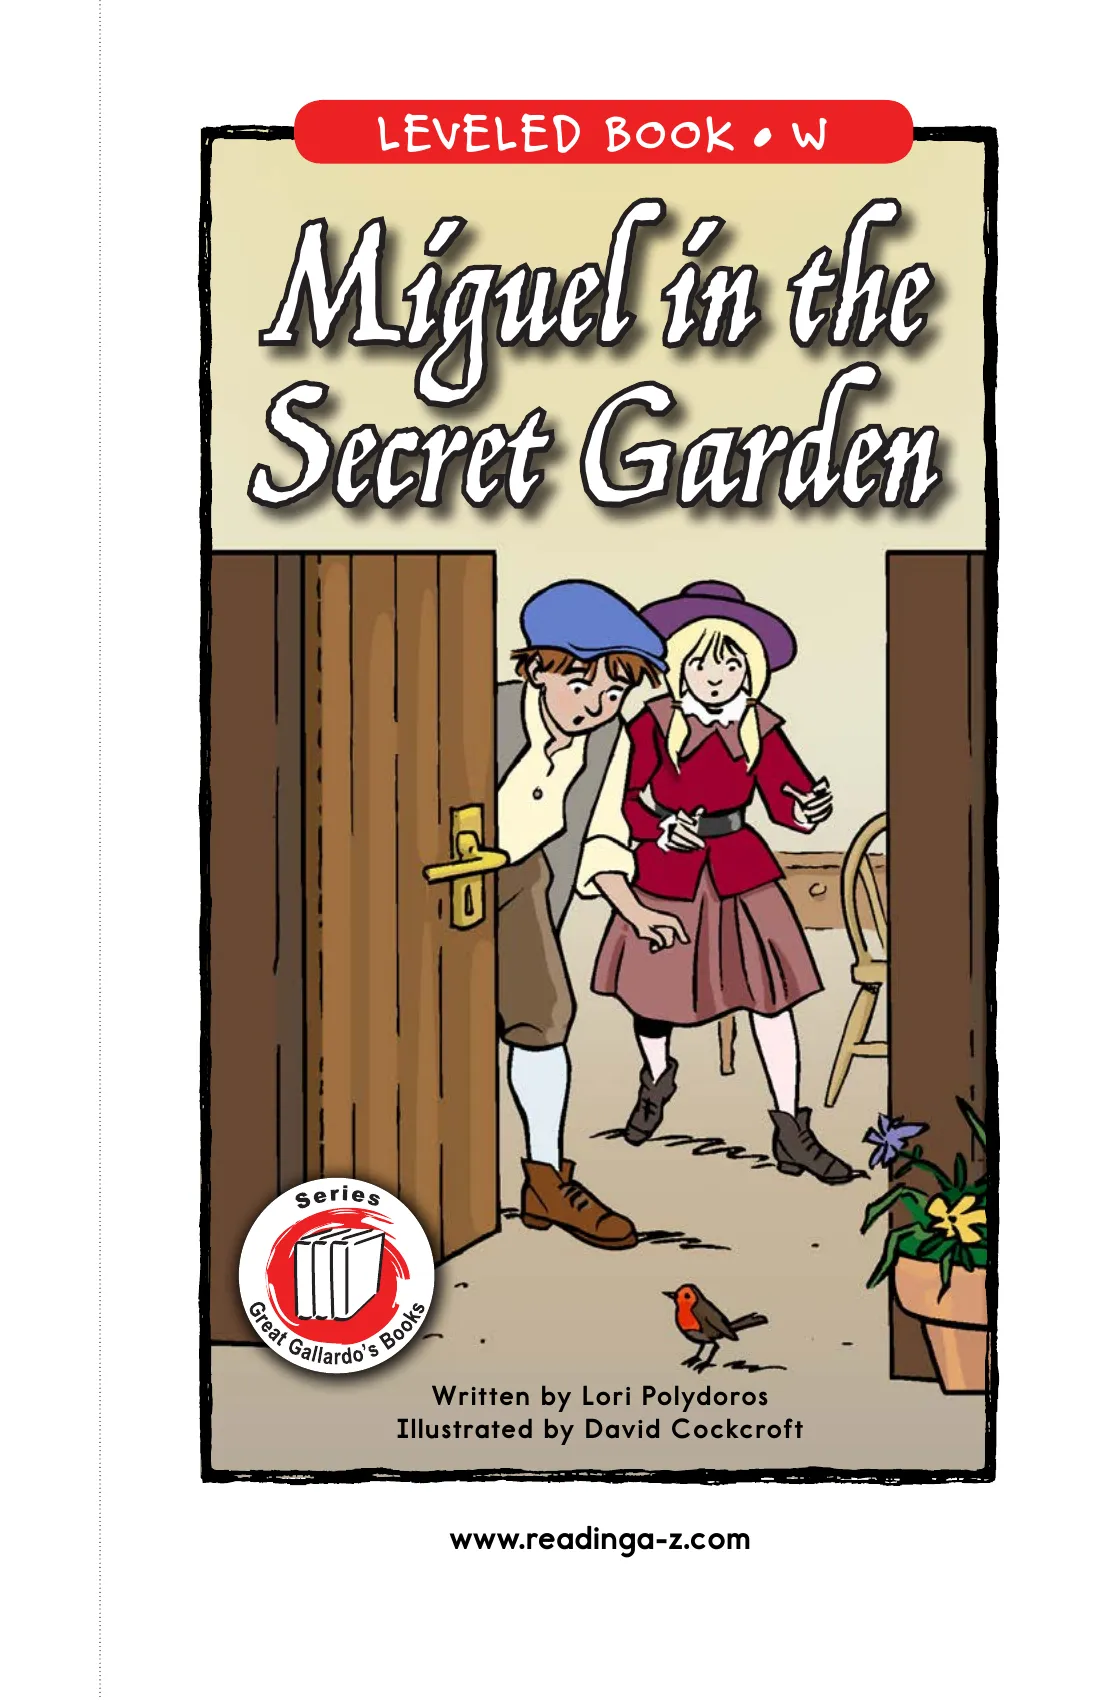 LEVELED BOOK • W
Miguel in the
Secret Garden
Series
Great Gallardo's Books
Written by Lori Polydoros
Illustrated by David Cockcroft
www.readinga-z.com